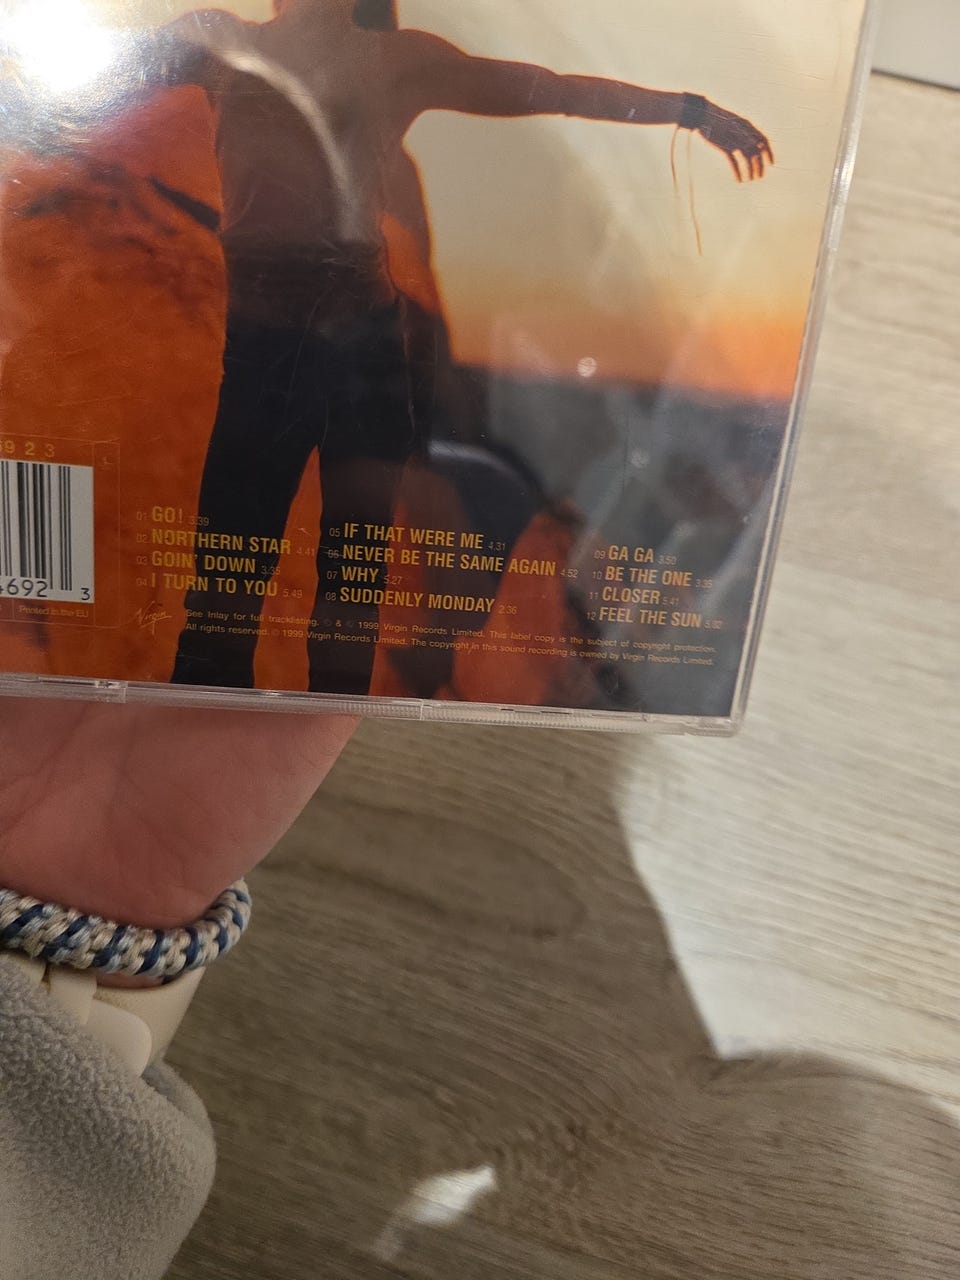 692 3
Printed in the EU
01 GO! 3.39
02 NORTHERN STAR 4.41
03 GOIN' DOWN 3.35
04 I TURN TO YOU 5.49
05 IF THAT WERE ME 4.31
06 NEVER BE THE SAME AGAIN 4.52
07 WHY 5.27
08 SUDDENLY MONDAY 2.36
09 GA GA 3.50
10 BE THE ONE 3.35
11 CLOSER 5.41
12 FEEL THE SUN 5.02
Virgin
See Inlay for full tracklisting. ℗ & © 1999 Virgin Records Limited. This label copy is the subject of copyright protection.
All rights reserved. © 1999 Virgin Records Limited. The copyright in this sound recording is owned by Virgin Records Limited.